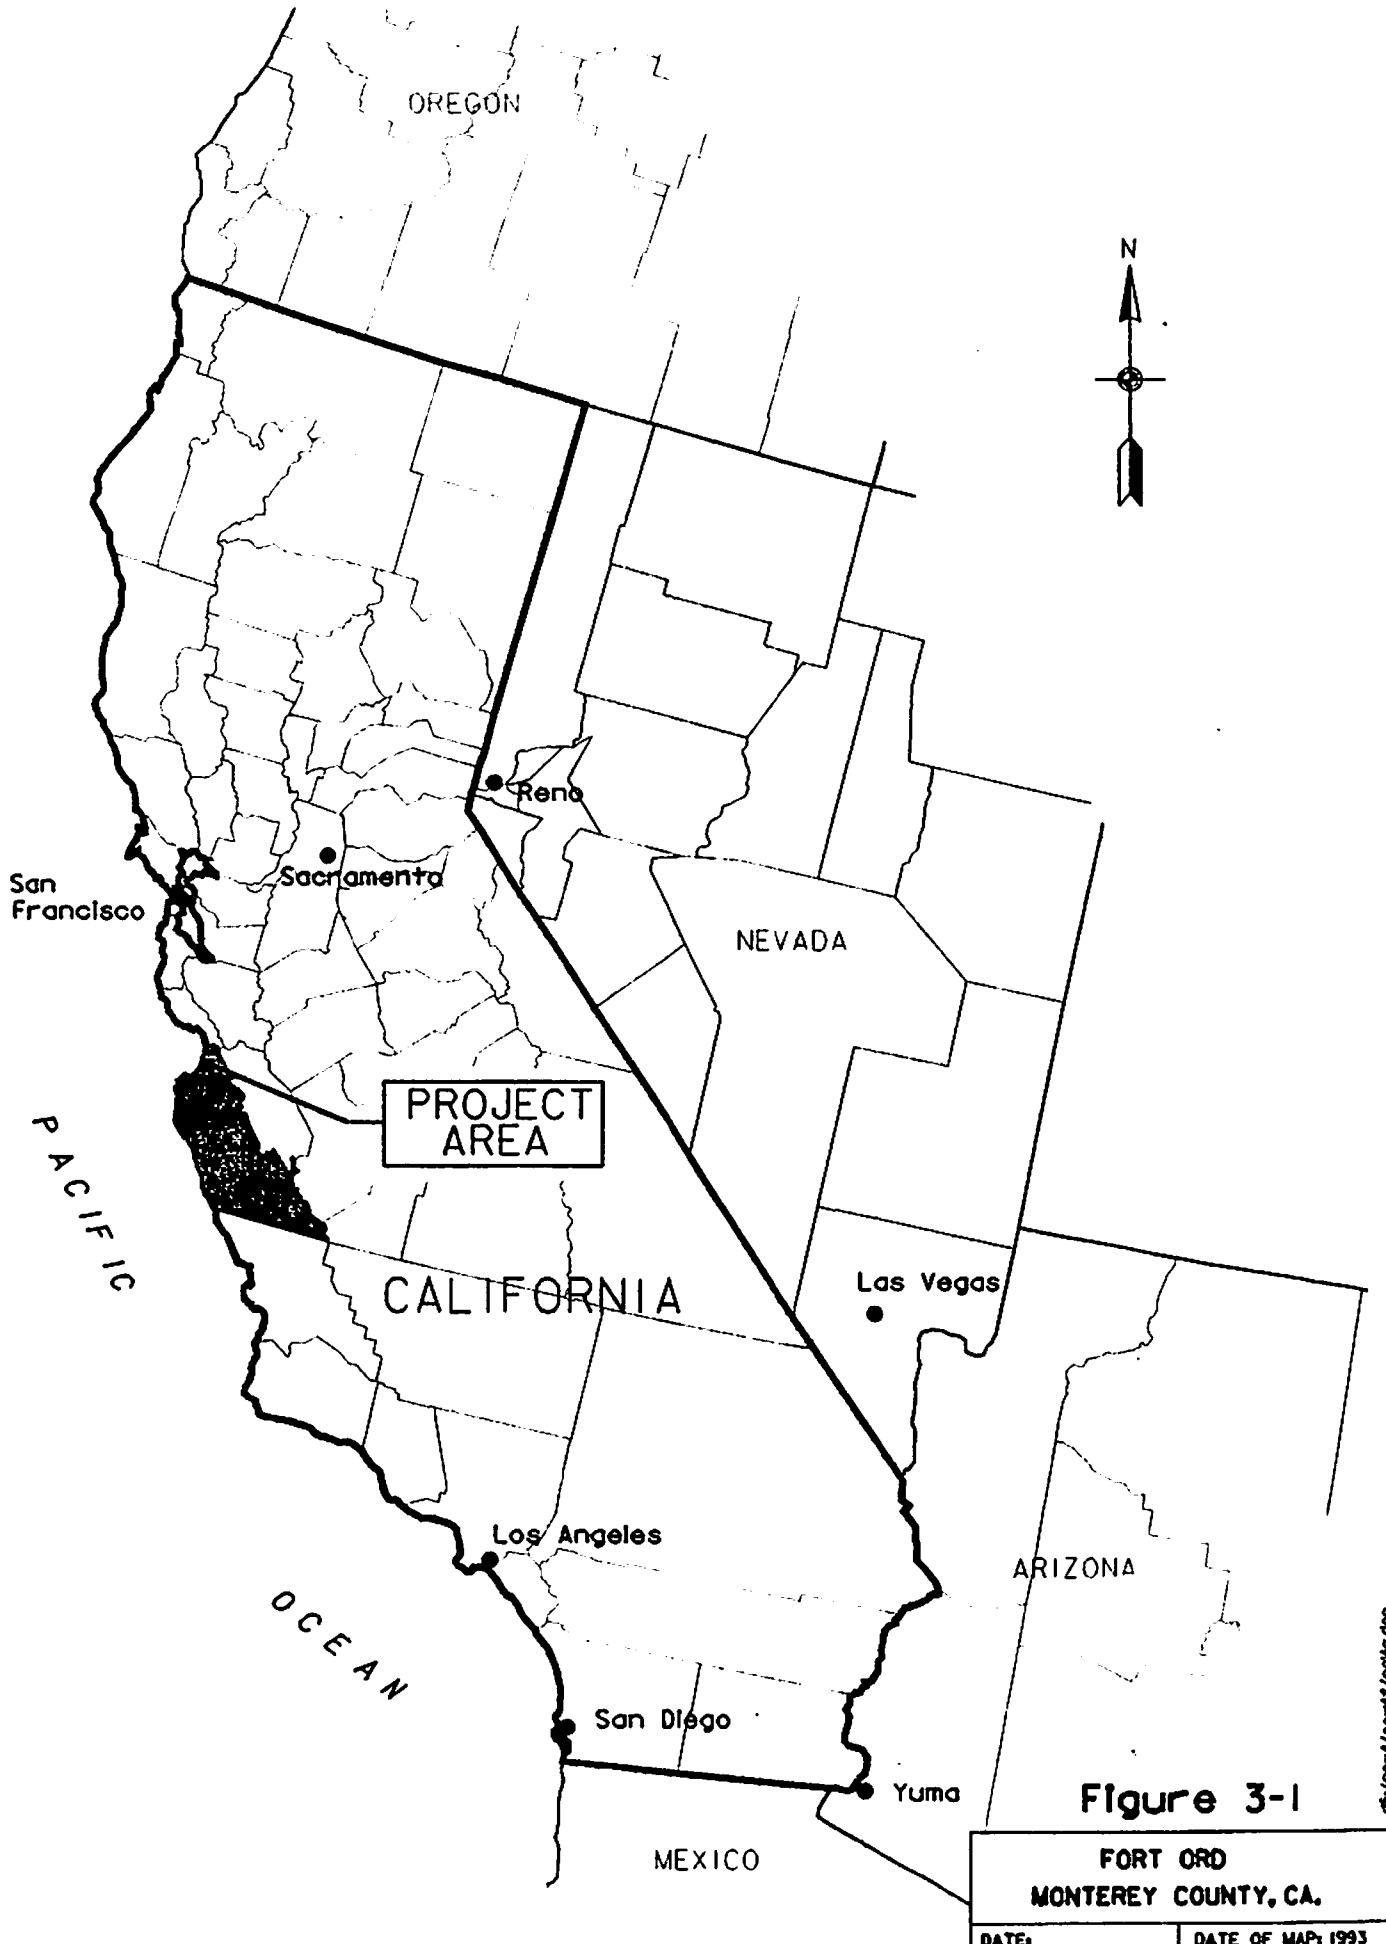 OREGON
N
Reno
Sacramento
San
Francisco
NEVADA
PROJECT
AREA
PACIFIC
CALIFORNIA
Las Vegas
Los Angeles
ARIZONA
OCEAN
San Diego
Yuma
Figure 3-1
MEXICO
FORT ORD
MONTEREY COUNTY, CA.
DATE:
DATE OF MAP: 1993